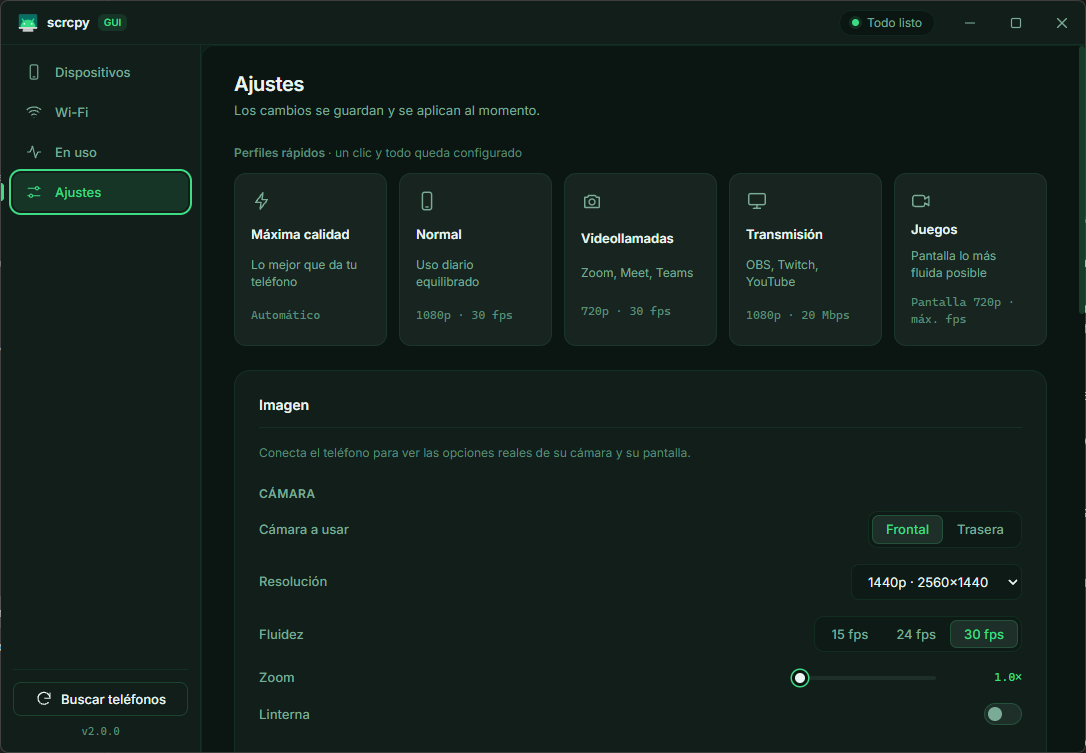 scrcpy GUI
Todo listo
Dispositivos
Wi-Fi
En uso
Ajustes
Buscar teléfonos
v2.0.0
Ajustes
Los cambios se guardan y se aplican al momento.
Perfiles rápidos · un clic y todo queda configurado
Máxima calidad
Lo mejor que da tu
teléfono
Automático
Normal
Uso diario
equilibrado
1080p · 30 fps
Videollamadas
Zoom, Meet, Teams
720p · 30 fps
Transmisión
OBS, Twitch,
YouTube
1080p · 20 Mbps
Juegos
Pantalla lo más
fluida posible
Pantalla 720p ·
máx. fps
Imagen
Conecta el teléfono para ver las opciones reales de su cámara y su pantalla.
CÁMARA
Cámara a usar
Frontal Trasera
Resolución
1440p · 2560×1440
Fluidez
15 fps 24 fps 30 fps
Zoom
1.0×
Linterna